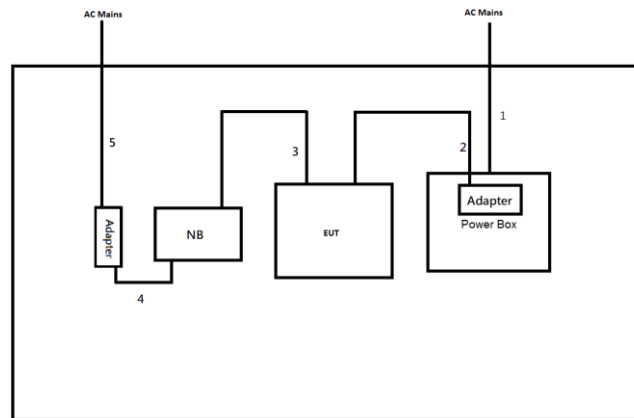 AC Mains
AC Mains
5
1
3
2
Adapter
NB
EUT
Adapter
Power Box
4